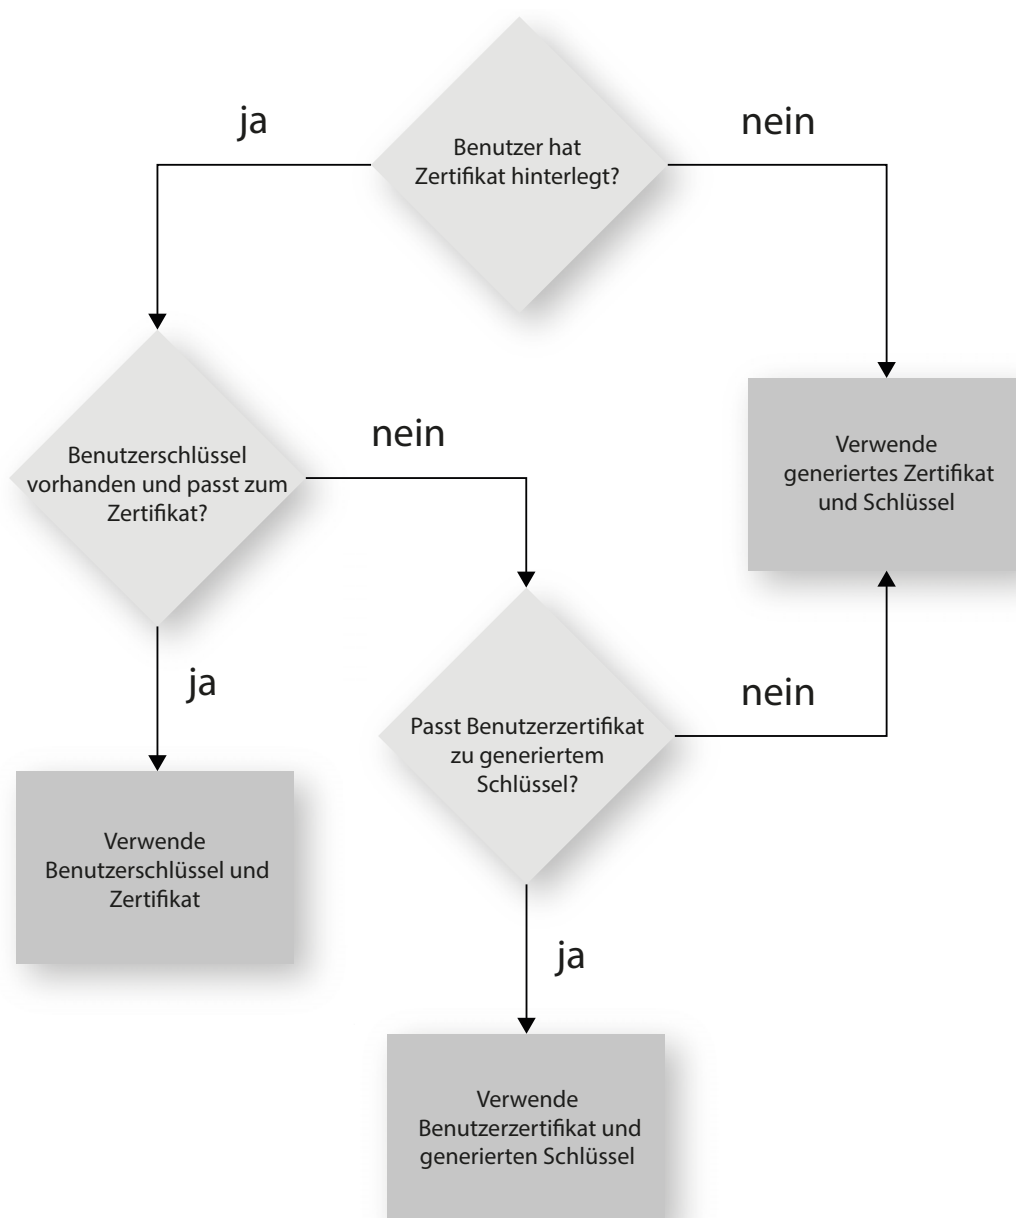 ja
nein
Benutzer hat
Zertifikat hinterlegt?
nein
Benutzerschlüssel
vorhanden und passt zum
Zertifikat?
Verwende
generiertes Zertifikat
und Schlüssel
ja
nein
Passt Benutzerzertifikat
zu generiertem
Schlüssel?
Verwende
Benutzerschlüssel und
Zertifikat
ja
Verwende
Benutzerzertifikat und
generierten Schlüssel